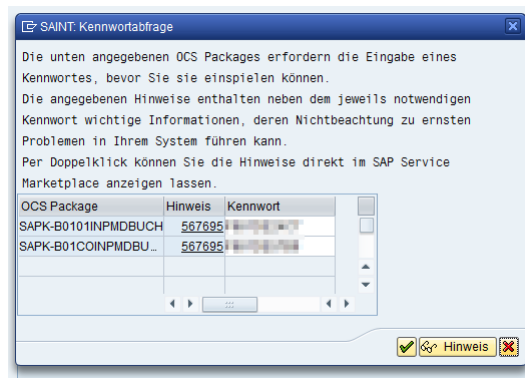 SAINT: Kennwortabfrage
Die unten angegebenen OCS Packages erfordern die Eingabe eines
Kennwortes, bevor Sie sie einspielen können.
Die angegebenen Hinweise enthalten neben dem jeweils notwendigen
Kennwort wichtige Informationen, deren Nichtbeachtung zu ernsten
Problemen in Ihrem System führen kann.
Per Doppelklick können Sie die Hinweise direkt im SAP Service
Marketplace anzeigen lassen.
OCS Package Hinweis Kennwort
SAPK-B0101INPMDBUCH 567695
SAPK-B01COINPMDBU... 567695
Hinweis